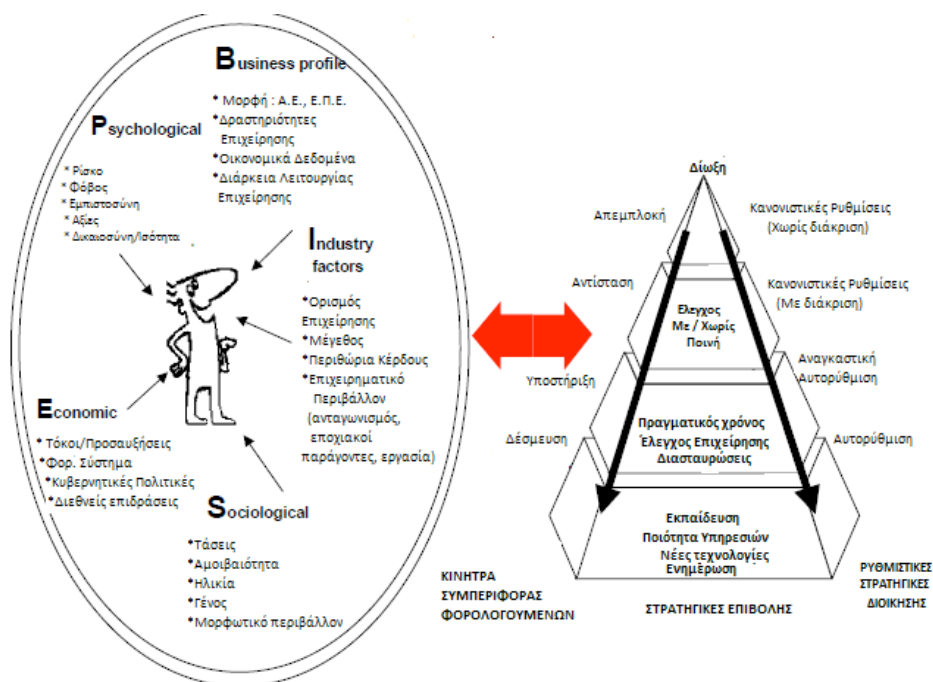 Business profile
* Μορφή : Α.Ε., Ε.Π.Ε.
*Δραστηριότητες
Επιχείρησης
*Οικονομικά Δεδομένα
*Διάρκεια Λειτουργίας
Επιχείρησης
Psychological
* Ρίσκο
* Φόβος
* Εμπιστοσύνη
* Αξίες
* Δικαιοσύνη/Ισότητα
Industry
factors
*Ορισμός
Επιχείρησης
*Μέγεθος
*Περιθώρια Κέρδους
*Επιχειρηματικό
Περιβάλλον
(ανταγωνισμός,
εποχιακοί
παράγοντες, εργασία)
Economic
* Τόκοι/Προσαυξήσεις
*Φορ. Σύστημα
*Κυβερνητικές Πολιτικές
*Διεθνείς επιδράσεις
Sociological
*Τάσεις
*Αμοιβαιότητα
*Ηλικία
*Γένος
*Μορφωτικό περιβάλλον
Δίωξη
Απεμπλοκή
Κανονιστικές Ρυθμίσεις
(Χωρίς διάκριση)
Αντίσταση
Κανονιστικές Ρυθμίσεις
(Με διάκριση)
Ελεγχος
Με / Χωρίς
Ποινή
Υποστήριξη
Αναγκαστική
Αυτορύθμιση
Δέσμευση
Πραγματικός χρόνος
Έλεγχος Επιχείρησης
Διασταυρώσεις
Αυτορύθμιση
Εκπαίδευση
Ποιότητα Υπηρεσιών
Νέες τεχνολογίες
Ενημέρωση
ΚΙΝΗΤΡΑ
ΣΥΜΠΕΡΙΦΟΡΑΣ
ΦΟΡΟΛΟΓΟΥΜΕΝΩΝ
ΣΤΡΑΤΗΓΙΚΕΣ ΕΠΙΒΟΛΗΣ
ΡΥΘΜΙΣΤΙΚΕΣ
ΣΤΡΑΤΗΓΙΚΕΣ
ΔΙΟΙΚΗΣΗΣ